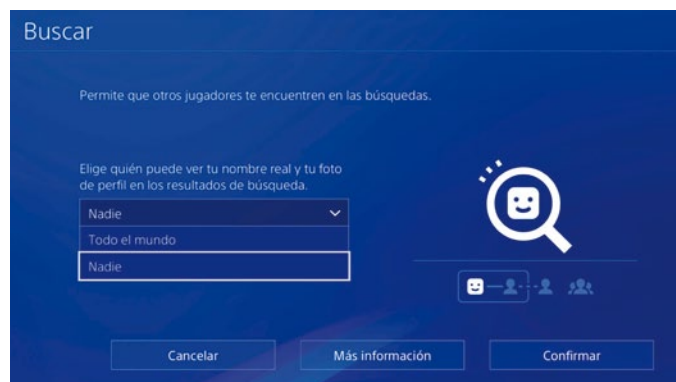 Buscar
Permite que otros jugadores te encuentren en las búsquedas.
Elige quién puede ver tu nombre real y tu foto
de perfil en los resultados de búsqueda.
Nadie
Todo el mundo
Nadie
Cancelar
Más información
Confirmar